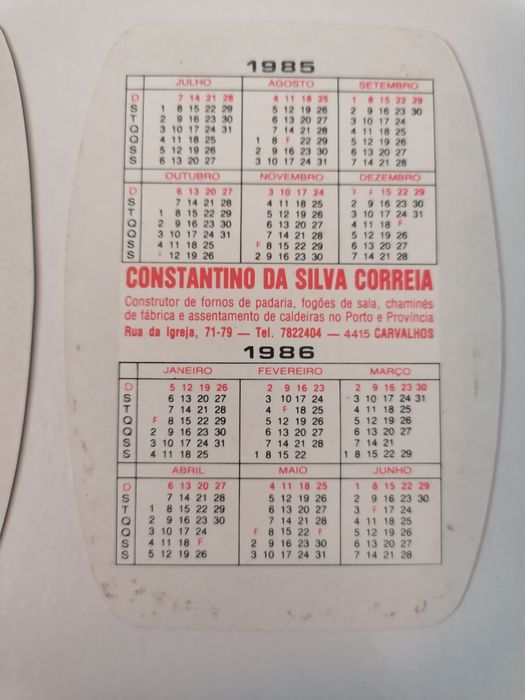 1985
JULHO AGOSTO SETEMBRO
D 7 14 21 28 4 11 18 25 1 8 15 22 29
S 1 8 15 22 29 5 12 19 26 2 9 16 23 30
T 2 9 16 23 30 6 13 20 27 3 10 17 24
Q 3 10 17 24 31 7 14 21 28 4 11 18 25
Q 4 11 18 25 1 8 F 22 29 5 12 19 26
S 5 12 19 26 2 9 16 23 30 6 13 20 27
S 6 13 20 27 3 10 17 24 31 7 14 21 28
OUTUBRO NOVEMBRO DEZEMBRO
D 6 13 20 27 3 10 17 24 F F 15 22 29
S 7 14 21 28 4 11 18 25 2 9 16 23 30
T 1 8 15 22 29 5 12 19 26 3 10 17 24 31
Q 2 9 16 23 30 6 13 20 27 4 11 18 F
Q 3 10 17 24 31 7 14 21 28 5 12 19 26
S 4 11 18 25 F 8 15 22 29 6 13 20 27
S F 12 19 26 2 9 16 23 30 7 14 21 28
CONSTANTINO DA SILVA CORREIA
Construtor de fornos de padaria, fogões de sala, chaminés
de fábrica e assentamento de caldeiras no Porto e Província
Rua da Igreja, 71-79 — Tel. 7822404 — 4415 CARVALHOS
1986
JANEIRO FEVEREIRO MARÇO
D 5 12 19 26 2 9 16 23 2 9 16 23 30
S 6 13 20 27 3 10 17 24 3 10 17 24 31
T 7 14 21 28 4 F 18 25 4 11 18 25
Q F 8 15 22 29 5 12 19 26 5 12 19 26
Q 2 9 16 23 30 6 13 20 27 6 13 20 27
S 3 10 17 24 31 7 14 21 28 7 14 21
S 4 11 18 25 1 8 15 22 1 8 15 22 29
ABRIL MAIO JUNHO
D 6 13 20 27 4 11 18 25 1 8 15 22 29
S 7 14 21 28 5 12 19 26 2 9 16 23 30
T 1 8 15 22 29 6 13 20 27 3 F 17 24
Q 2 9 16 23 30 7 14 21 28 4 11 18 25
Q 3 10 17 24 F 8 15 22 F 5 12 19 26
S 4 11 18 F 2 9 16 23 30 6 13 20 27
S 5 12 19 26 3 10 17 24 31 7 14 21 28